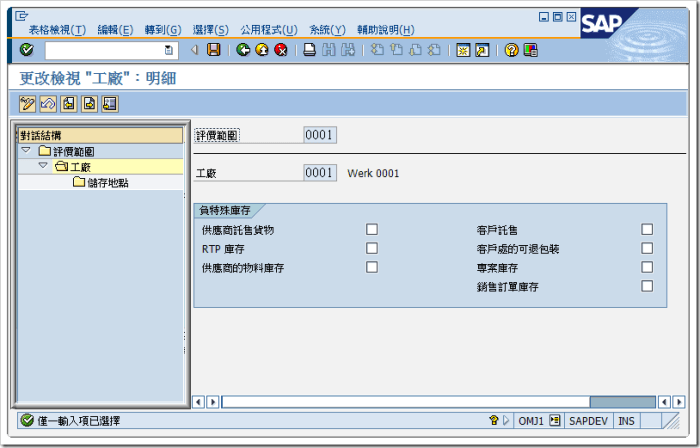 表格檢視(T) 編輯(E) 轉到(G) 選擇(S) 公用程式(U) 系統(Y) 輔助說明(H)
SAP
更改檢視 "工廠"：明細
對話結構
評價範圍
工廠
儲存地點
評價範圍 0001
工廠 0001 Werk 0001
負特殊庫存
供應商託售貨物 客戶託售
RTP 庫存 客戶處的可退包裝
供應商的物料庫存 專案庫存
銷售訂單庫存
僅一輸入項已選擇 OMJ1 SAPDEV INS